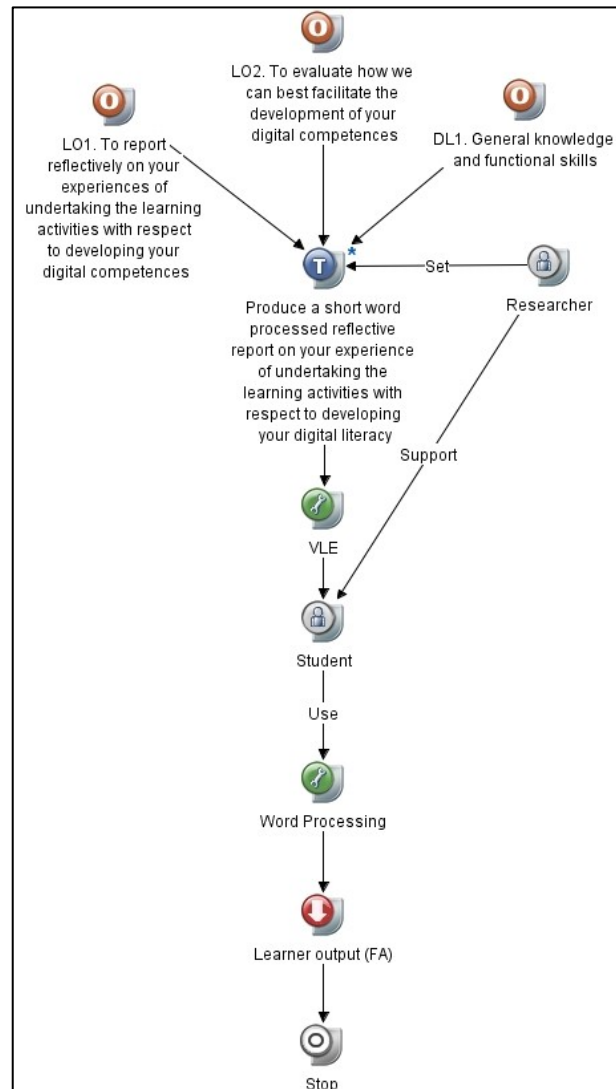 O
LO2. To evaluate how we
can best facilitate the
development of your
digital competences
O
LO1. To report
reflectively on your
experiences of
undertaking the learning
activities with respect
to developing your
digital competences
O
DL1. General knowledge
and functional skills
T *
Set
Researcher
Produce a short word
processed reflective
report on your experience
of undertaking the
learning activities with
respect to developing
your digital literacy
Support
VLE
Student
Use
Word Processing
Learner output (FA)
Stop